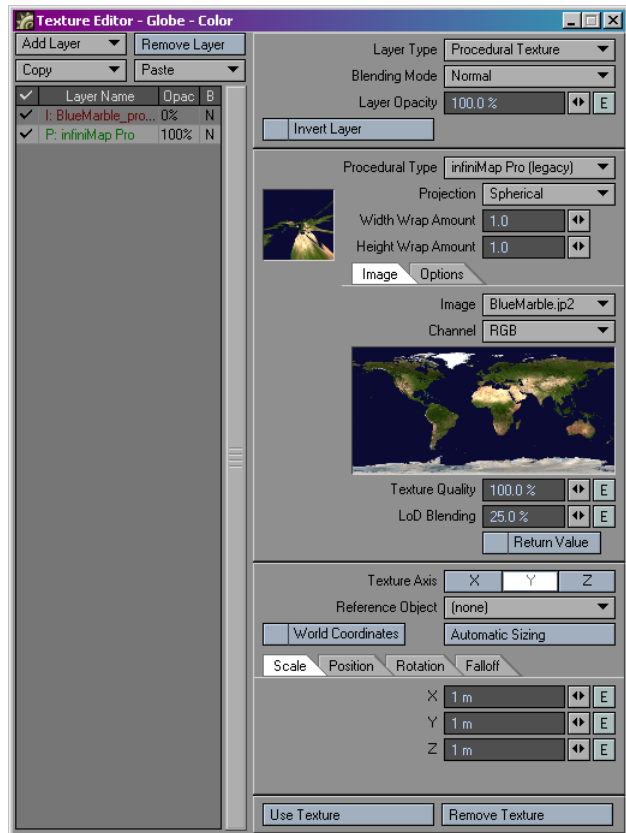 Texture Editor - Globe - Color
Add Layer
Remove Layer
Copy
Paste
Layer Name Opac B
I: BlueMarble_pro... 0% N
P: infiniMap Pro 100% N
Layer Type Procedural Texture
Blending Mode Normal
Layer Opacity 100.0 % E
Invert Layer
Procedural Type infiniMap Pro (legacy)
Projection Spherical
Width Wrap Amount 1.0
Height Wrap Amount 1.0
Image Options
Image BlueMarble.jp2
Channel RGB
Texture Quality 100.0 % E
LoD Blending 25.0 % E
Return Value
Texture Axis X Y Z
Reference Object (none)
World Coordinates Automatic Sizing
Scale Position Rotation Falloff
X 1 m E
Y 1 m E
Z 1 m E
Use Texture Remove Texture